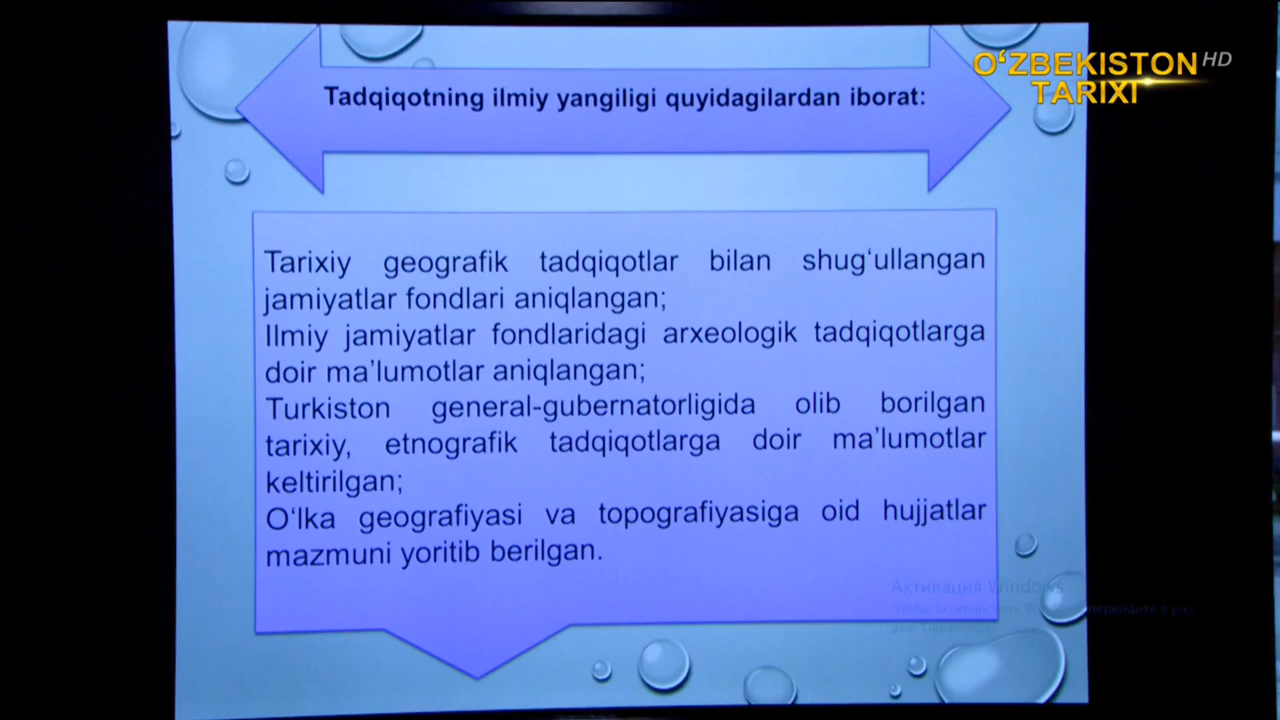 O‘ZBEKISTON HD
TARIXI
Tadqiqotning ilmiy yangiligi quyidagilardan iborat:
Tarixiy geografik tadqiqotlar bilan shug‘ullangan
jamiyatlar fondlari aniqlangan;
Ilmiy jamiyatlar fondlaridagi arxeologik tadqiqotlarga
doir ma’lumotlar aniqlangan;
Turkiston general-gubernatorligida olib borilgan
tarixiy, etnografik tadqiqotlarga doir ma’lumotlar
keltirilgan;
O‘lka geografiyasi va topografiyasiga oid hujjatlar
mazmuni yoritib berilgan.
Активация Windows